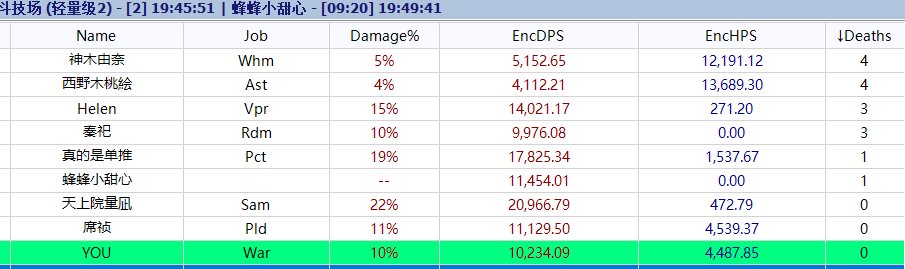 斗技场 (轻量级2) - [2] 19:45:51 | 蜂蜂小甜心 - [09:20] 19:49:41
Name Job Damage% EncDPS EncHPS ↓Deaths
神木由奈 Whm 5% 5,152.65 12,191.12 4
西野木桃絵 Ast 4% 4,112.21 13,689.30 4
Helen Vpr 15% 14,021.17 271.20 3
秦祀 Rdm 10% 9,976.08 0.00 3
真的是单推 Pct 19% 17,825.34 1,537.67 1
蜂蜂小甜心 -- 11,454.01 0.00 1
天上院量凪 Sam 22% 20,966.79 472.79 0
席祯 Pld 11% 11,129.50 4,539.37 0
YOU War 10% 10,234.09 4,487.85 0